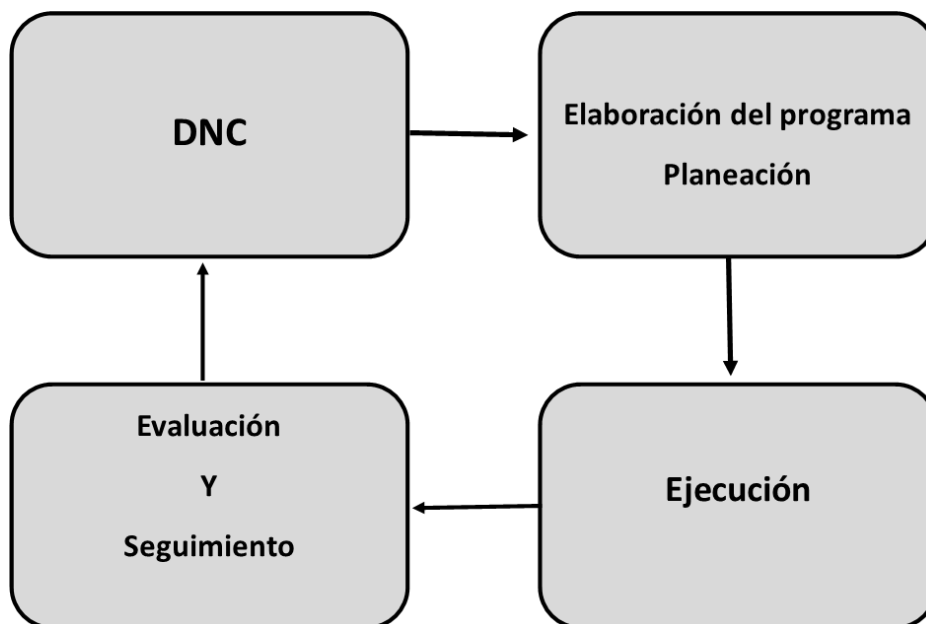 DNC
Elaboración del programa
Planeación
Evaluación
Y
Seguimiento
Ejecución